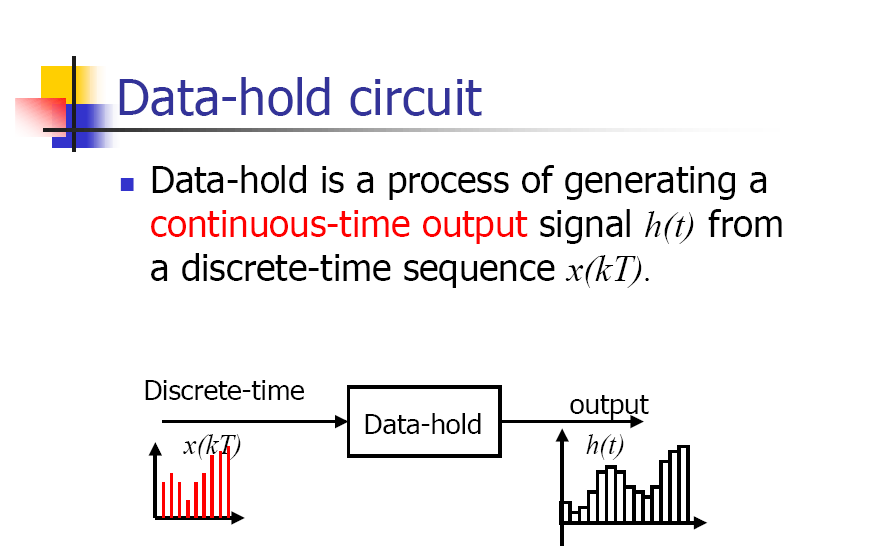 Data-hold circuit
Data-hold is a process of generating a
continuous-time output signal h(t) from
a discrete-time sequence x(kT).
Discrete-time
x(kT)
Data-hold
output
h(t)